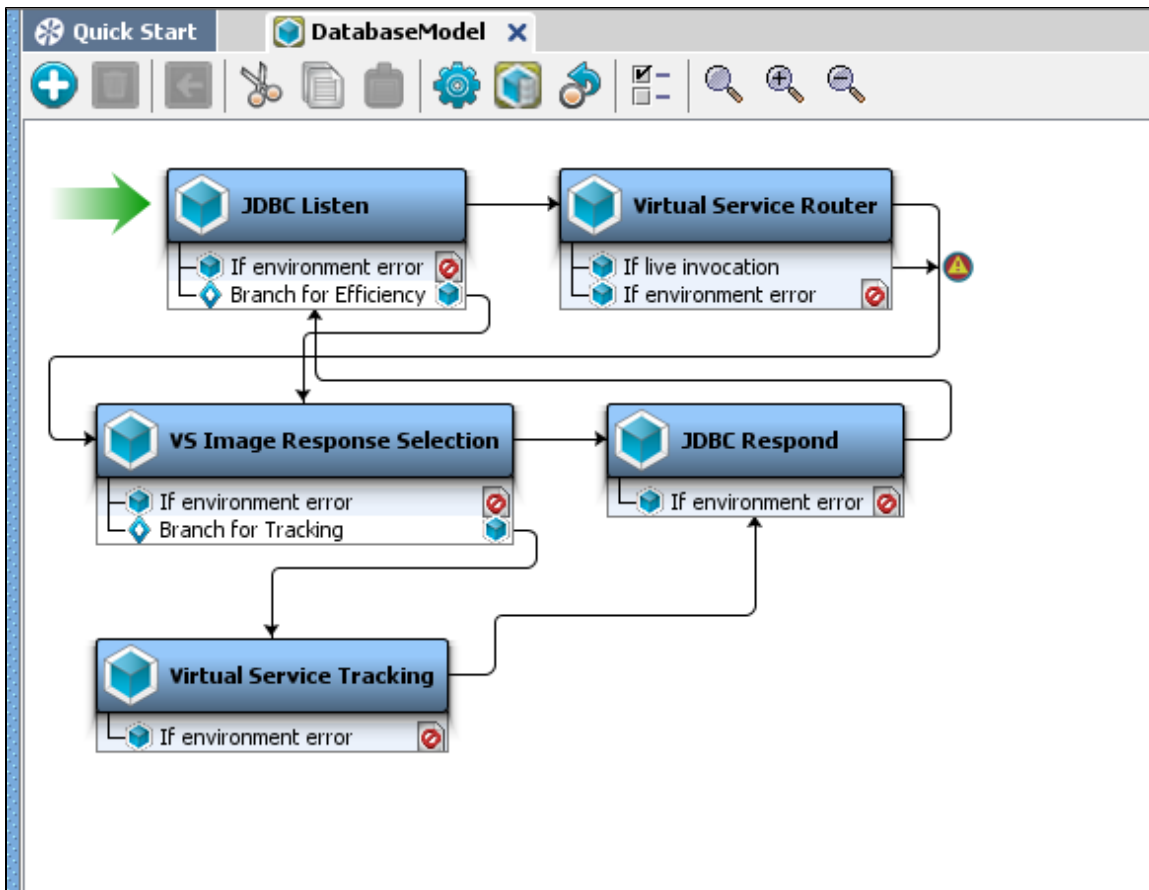 Quick Start
DatabaseModel
JDBC Listen
If environment error
Branch for Efficiency
Virtual Service Router
If live invocation
If environment error
VS Image Response Selection
If environment error
Branch for Tracking
JDBC Respond
If environment error
Virtual Service Tracking
If environment error